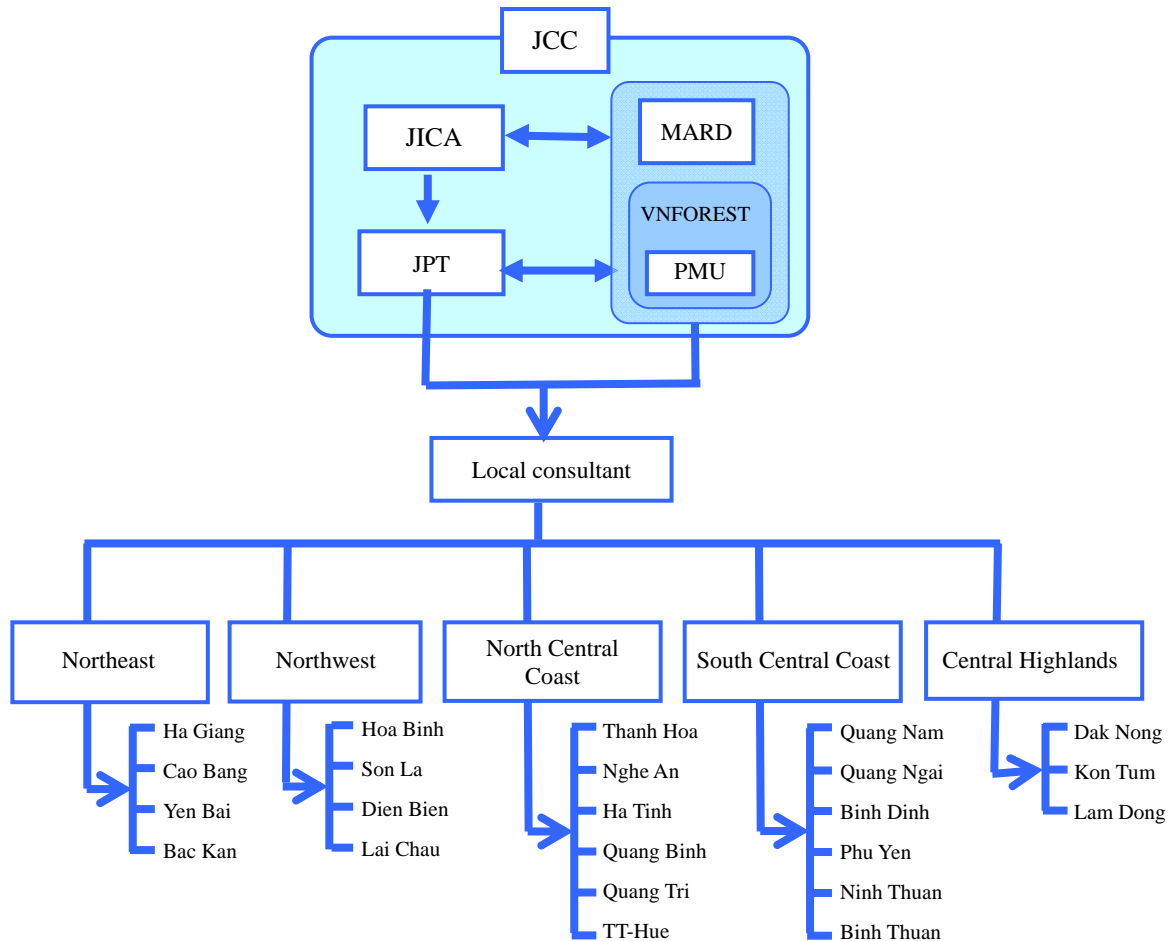 JCC
JICA
MARD
VNFOREST
JPT
PMU
Local consultant
Northeast
Northwest
North Central
Coast
South Central Coast
Central Highlands
Ha Giang
Cao Bang
Yen Bai
Bac Kan
Hoa Binh
Son La
Dien Bien
Lai Chau
Thanh Hoa
Nghe An
Ha Tinh
Quang Binh
Quang Tri
TT-Hue
Quang Nam
Quang Ngai
Binh Dinh
Phu Yen
Ninh Thuan
Binh Thuan
Dak Nong
Kon Tum
Lam Dong